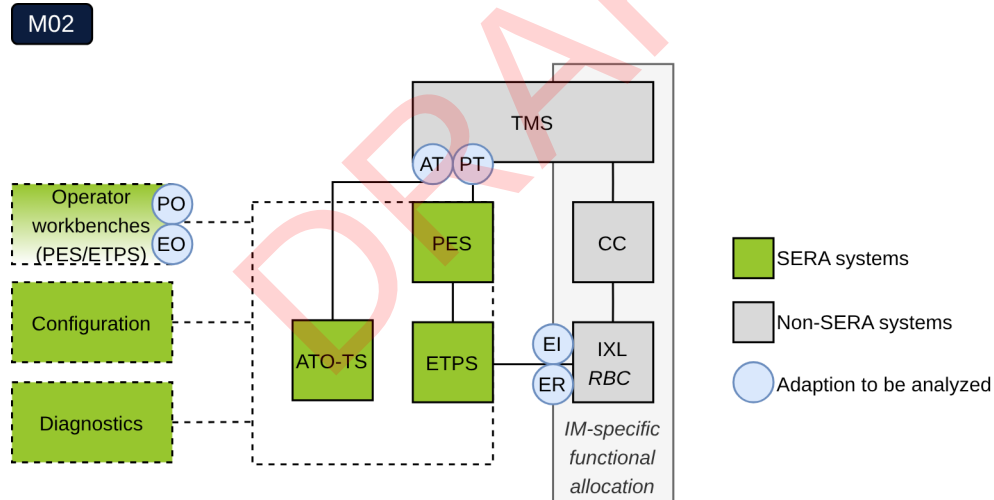 M02
TMS
AT
PT
Operator
workbenches
(PES/ETPS)
PO
EO
PES
CC
SERA systems
Configuration
ATO-TS
ETPS
EI
ER
IXL
RBC
Non-SERA systems
Adaption to be analyzed
Diagnostics
IM-specific
functional
allocation
DRAFT